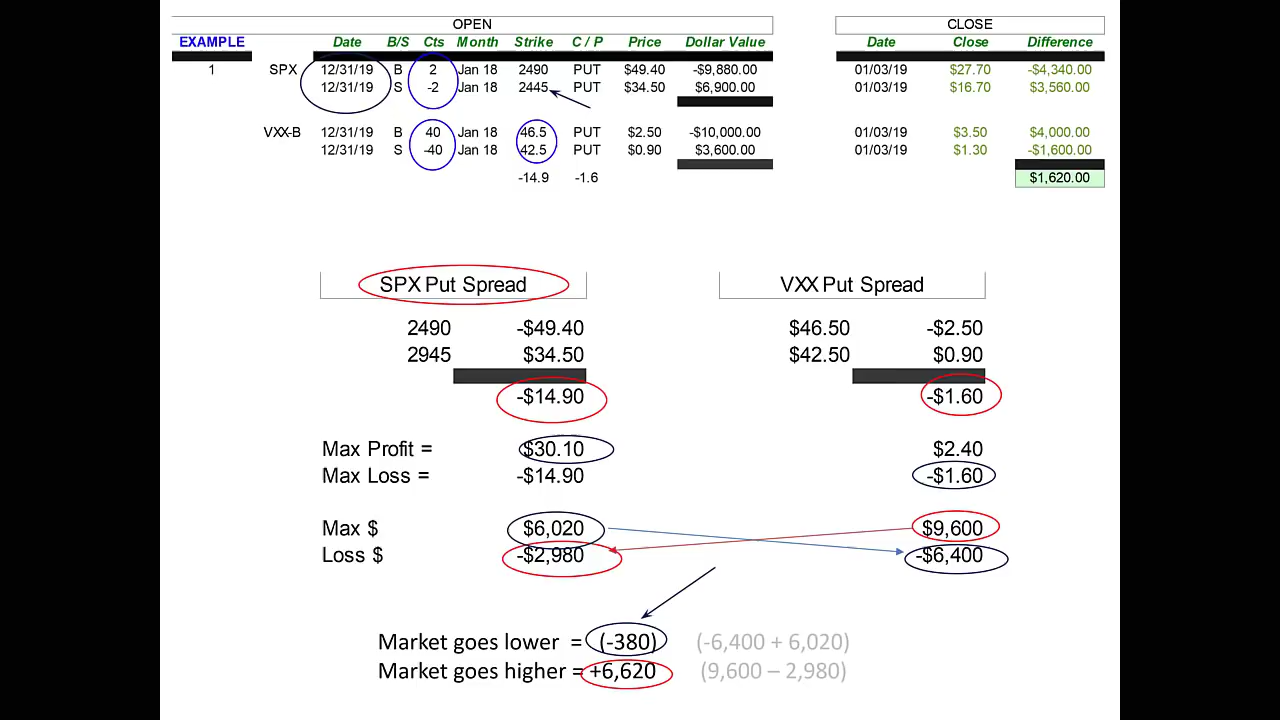 OPEN CLOSE
EXAMPLE Date B/S Cts Month Strike C / P Price Dollar Value Date Close Difference
1 SPX 12/31/19 B 2 Jan 18 2490 PUT $49.40 -$9,880.00 01/03/19 $27.70 -$4,340.00
12/31/19 S -2 Jan 18 2445 PUT $34.50 $6,900.00 01/03/19 $16.70 $3,560.00
VXX-B 12/31/19 B 40 Jan 18 46.5 PUT $2.50 -$10,000.00 01/03/19 $3.50 $4,000.00
12/31/19 S -40 Jan 18 42.5 PUT $0.90 $3,600.00 01/03/19 $1.30 -$1,600.00
-14.9 -1.6 $1,620.00
SPX Put Spread VXX Put Spread
2490 -$49.40 $46.50 -$2.50
2945 $34.50 $42.50 $0.90
-$14.90 -$1.60
Max Profit = $30.10 $2.40
Max Loss = -$14.90 -$1.60
Max $ $6,020 $9,600
Loss $ -$2,980 -$6,400
Market goes lower = (-380) (-6,400 + 6,020)
Market goes higher = +6,620 (9,600 – 2,980)